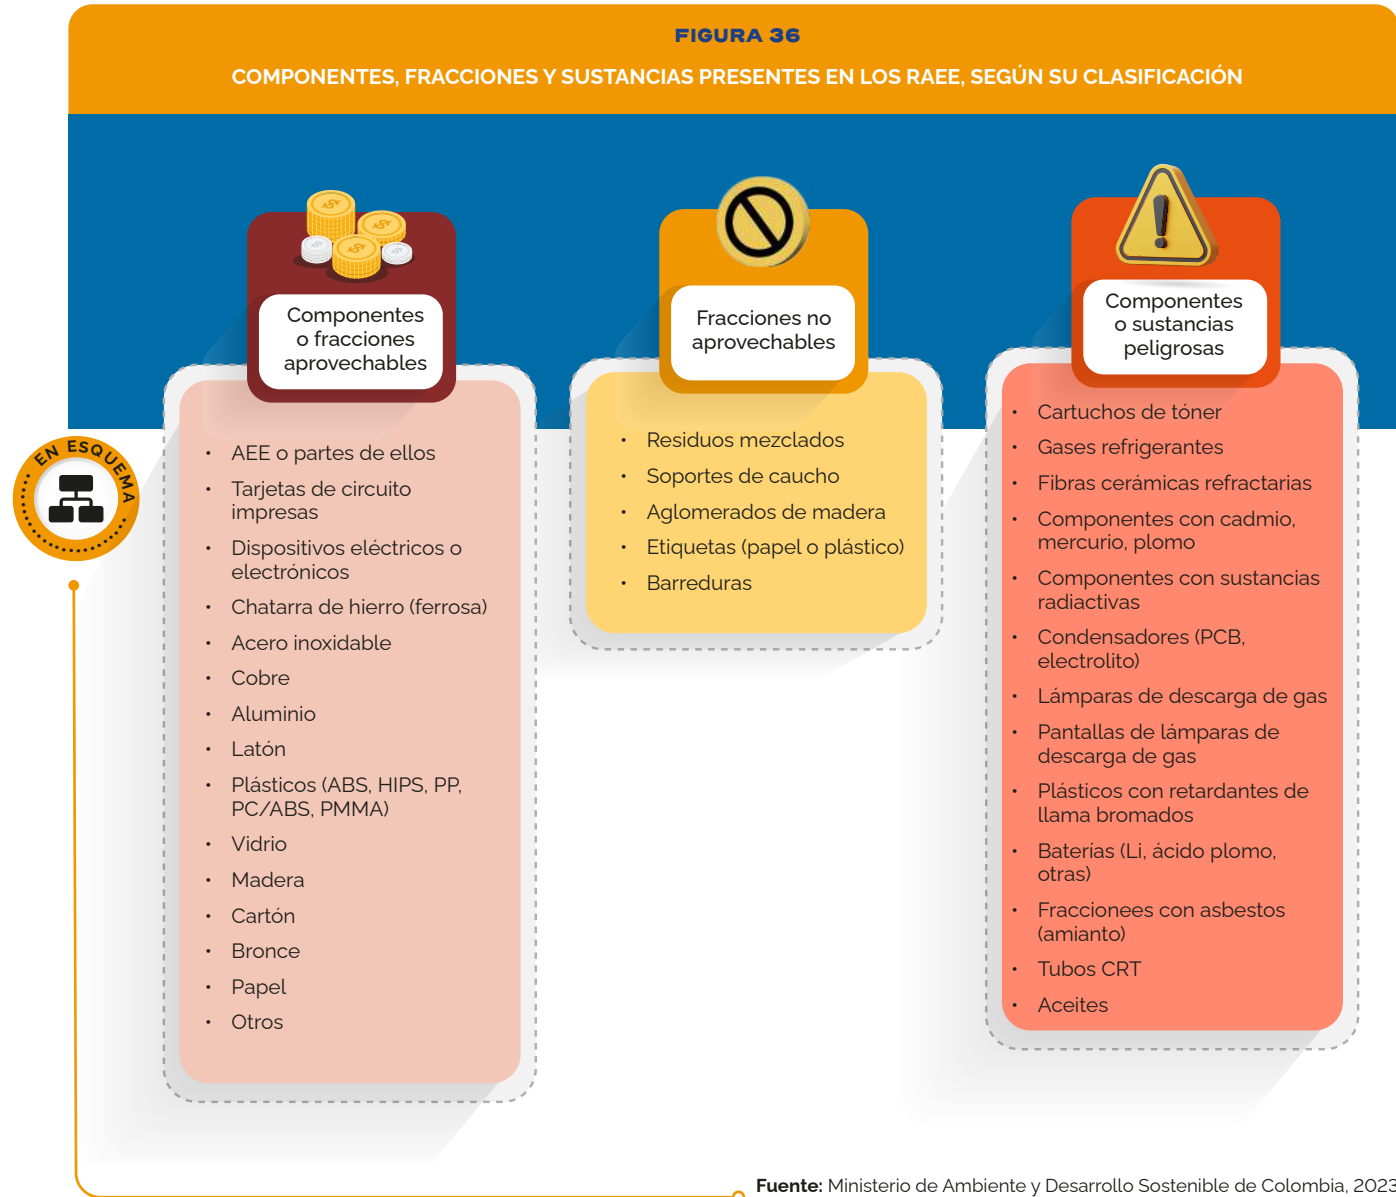 FIGURA 36
COMPONENTES, FRACCIONES Y SUSTANCIAS PRESENTES EN LOS RAEE, SEGÚN SU CLASIFICACIÓN
EN ESQUEMA
Componentes
o fracciones
aprovechables
• AEE o partes de ellos
• Tarjetas de circuito
impresas
• Dispositivos eléctricos o
electrónicos
• Chatarra de hierro (ferrosa)
• Acero inoxidable
• Cobre
• Aluminio
• Latón
• Plásticos (ABS, HIPS, PP,
PC/ABS, PMMA)
• Vidrio
• Madera
• Cartón
• Bronce
• Papel
• Otros
Fracciones no
aprovechables
• Residuos mezclados
• Soportes de caucho
• Aglomerados de madera
• Etiquetas (papel o plástico)
• Barreduras
Componentes
o sustancias
peligrosas
• Cartuchos de tóner
• Gases refrigerantes
• Fibras cerámicas refractarias
• Componentes con cadmio,
mercurio, plomo
• Componentes con sustancias
radiactivas
• Condensadores (PCB,
electrolito)
• Lámparas de descarga de gas
• Pantallas de lámparas de
descarga de gas
• Plásticos con retardantes de
llama bromados
• Baterías (Li, ácido plomo,
otras)
• Fraccionees con asbestos
(amianto)
• Tubos CRT
• Aceites
Fuente: Ministerio de Ambiente y Desarrollo Sostenible de Colombia, 2023